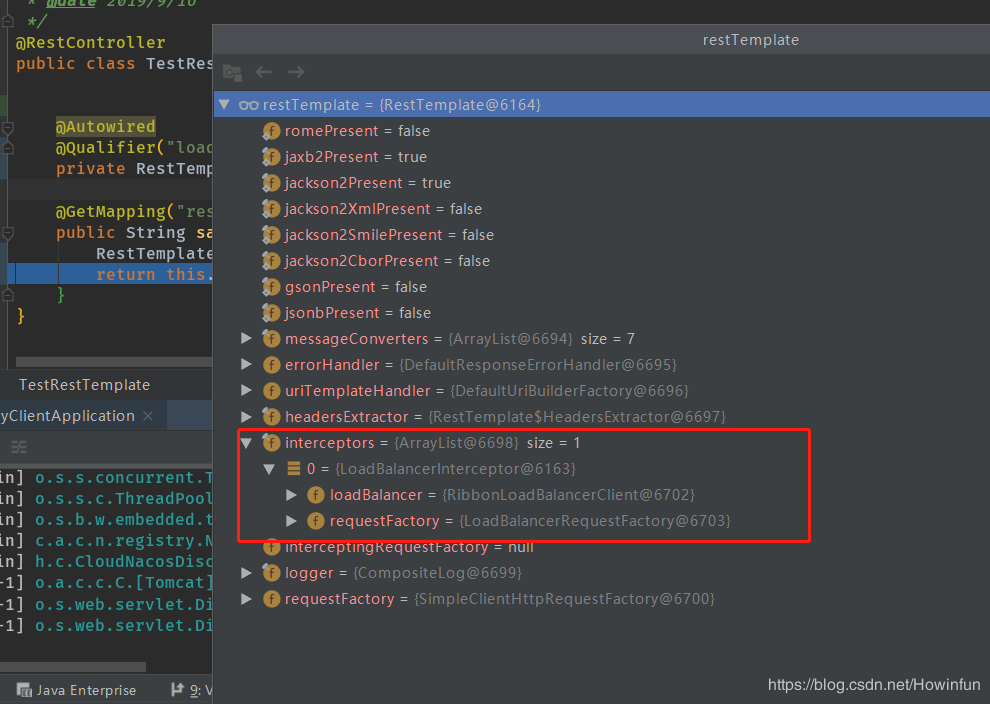 * @date 2019/9/10
*/
@RestController
public class TestRes
@Autowired
@Qualifier("load
private RestTemp
@GetMapping("res
public String sa
RestTemplate
return this.
}
}
TestRestTemplate
yClientApplication ×
in] o.s.s.concurrent.T
in] o.s.s.c.ThreadPool
in] o.s.b.w.embedded.t
in] c.a.c.n.registry.N
in] h.c.CloudNacosDisc
-1] o.a.c.c.C.[Tomcat]
-1] o.s.web.servlet.Di
-1] o.s.web.servlet.Di
Java Enterprise
9: V
restTemplate
restTemplate = {RestTemplate@6164}
romePresent = false
jaxb2Present = true
jackson2Present = true
jackson2XmlPresent = false
jackson2SmilePresent = false
jackson2CborPresent = false
gsonPresent = false
jsonbPresent = false
messageConverters = {ArrayList@6694} size = 7
errorHandler = {DefaultResponseErrorHandler@6695}
uriTemplateHandler = {DefaultUriBuilderFactory@6696}
headersExtractor = {RestTemplate$HeadersExtractor@6697}
interceptors = {ArrayList@6698} size = 1
0 = {LoadBalancerInterceptor@6163}
loadBalancer = {RibbonLoadBalancerClient@6702}
requestFactory = {LoadBalancerRequestFactory@6703}
interceptingRequestFactory = null
logger = {CompositeLog@6699}
requestFactory = {SimpleClientHttpRequestFactory@6700}
https://blog.csdn.net/Howinfun